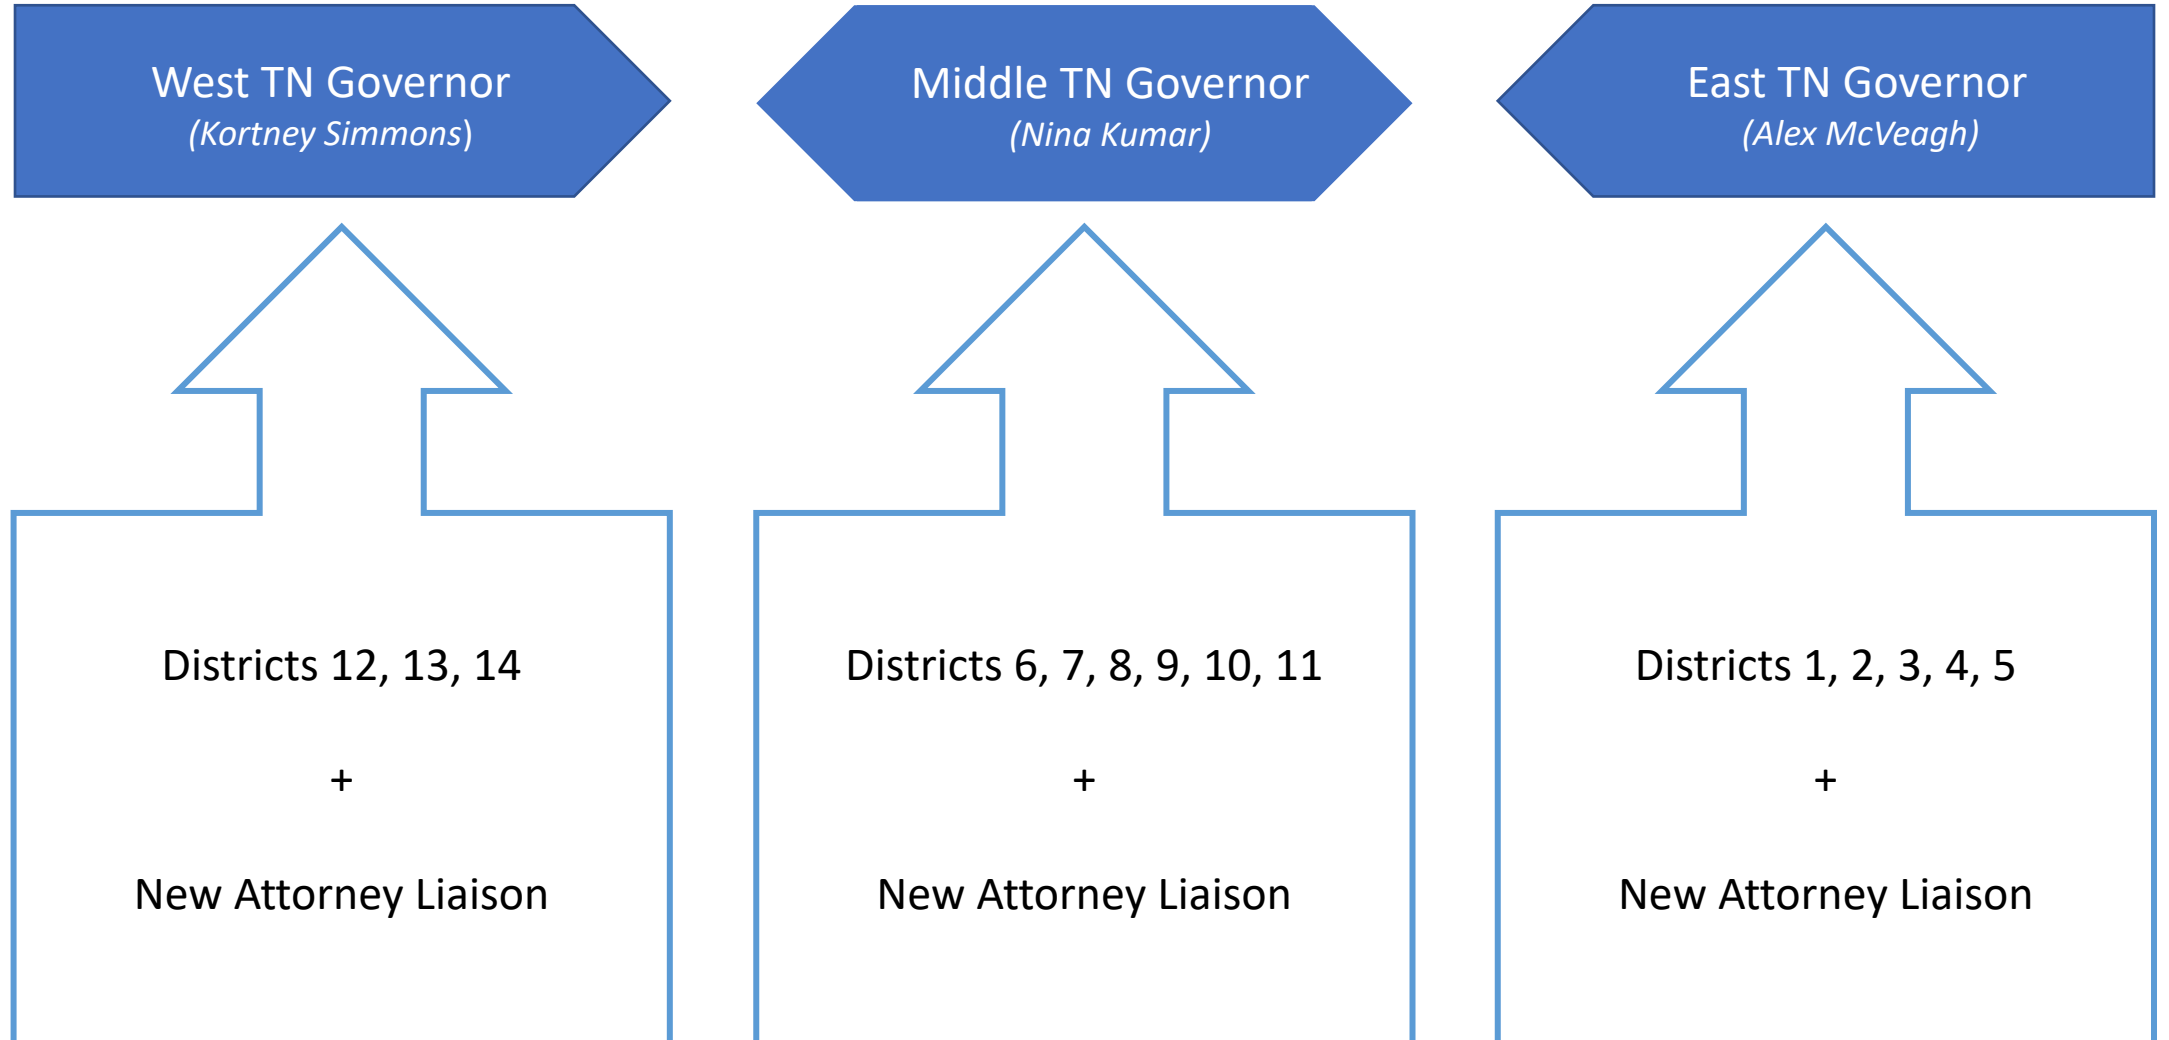 West TN Governor
(Kortney Simmons)
Middle TN Governor
(Nina Kumar)
East TN Governor
(Alex McVeagh)
Districts 12, 13, 14
+
New Attorney Liaison
Districts 6, 7, 8, 9, 10, 11
+
New Attorney Liaison
Districts 1, 2, 3, 4, 5
+
New Attorney Liaison